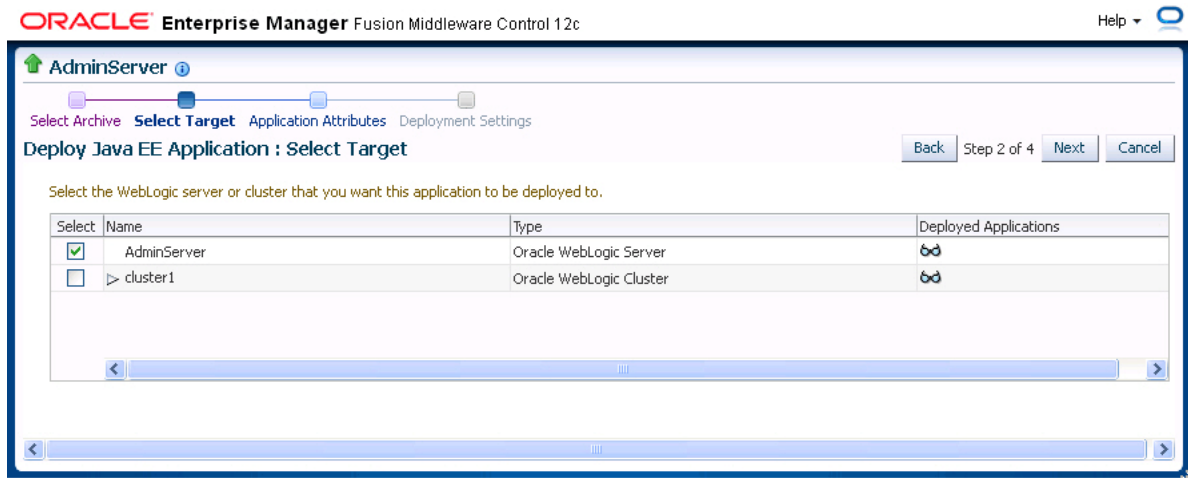 ORACLE Enterprise Manager Fusion Middleware Control 12c Help
AdminServer
Select Archive Select Target Application Attributes Deployment Settings
Deploy Java EE Application : Select Target Back Step 2 of 4 Next Cancel
Select the WebLogic server or cluster that you want this application to be deployed to.
Select Name Type Deployed Applications
AdminServer Oracle WebLogic Server
cluster1 Oracle WebLogic Cluster